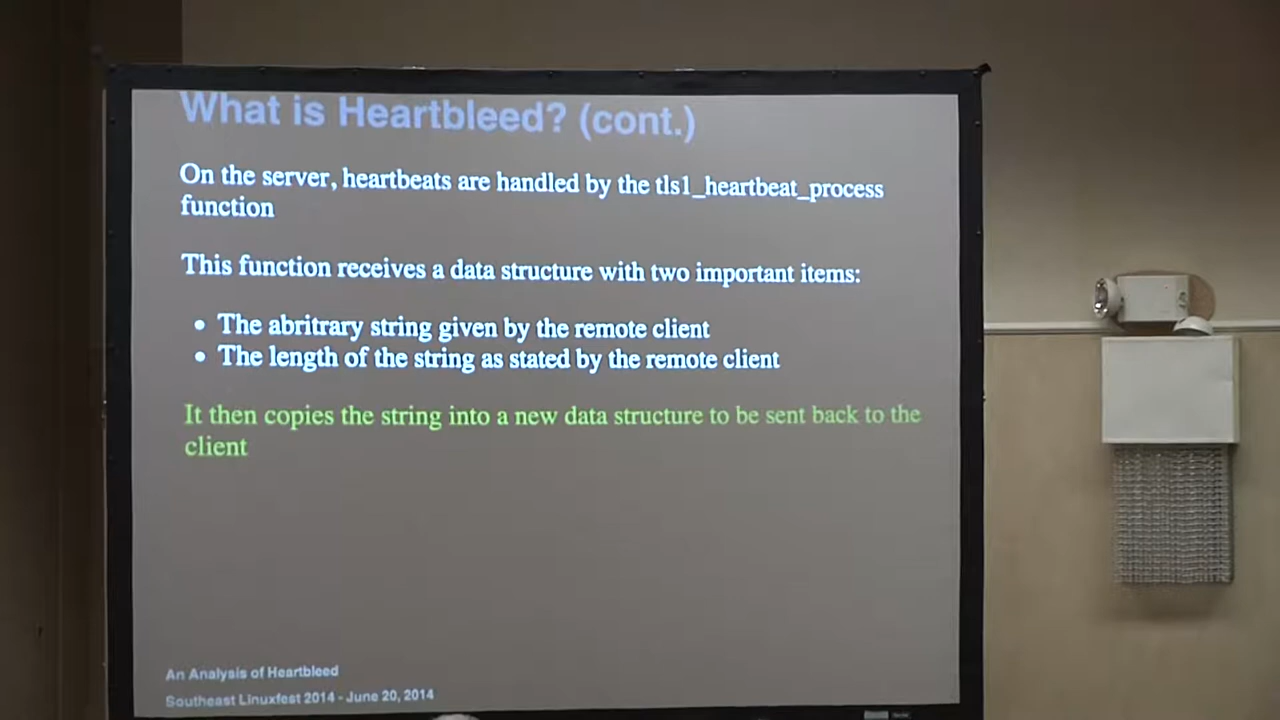 What is Heartbleed? (cont.)
On the server, heartbeats are handled by the tls1_heartbeat_process
function
This function receives a data structure with two important items:
• The abritrary string given by the remote client
• The length of the string as stated by the remote client
It then copies the string into a new data structure to be sent back to the
client
An Analysis of Heartbleed
Southeast Linuxfest 2014 - June 20, 2014